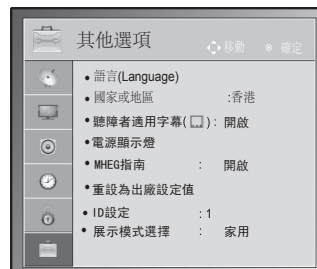 其他選項 移動 確定
• 語言(Language)
• 國家或地區 :香港
• 聽障者適用字幕( ): 開啟
• 電源顯示燈
• MHEG指南 : 開啟
• 重設為出廠設定值
• ID設定 : 1
• 展示模式選擇 : 家用